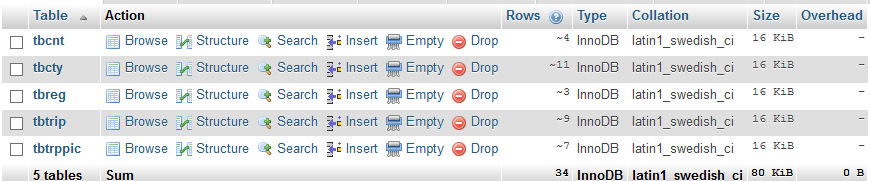 Table Action Rows Type Collation Size Overhead
tbcnt Browse Structure Search Insert Empty Drop ~4 InnoDB latin1_swedish_ci 16 KiB –
tbcty Browse Structure Search Insert Empty Drop ~11 InnoDB latin1_swedish_ci 16 KiB –
tbreg Browse Structure Search Insert Empty Drop ~3 InnoDB latin1_swedish_ci 16 KiB –
tbtrip Browse Structure Search Insert Empty Drop ~9 InnoDB latin1_swedish_ci 16 KiB –
tbtrppic Browse Structure Search Insert Empty Drop ~7 InnoDB latin1_swedish_ci 16 KiB –
5 tables Sum 34 InnoDB latin1_swedish_ci 80 KiB 0 B